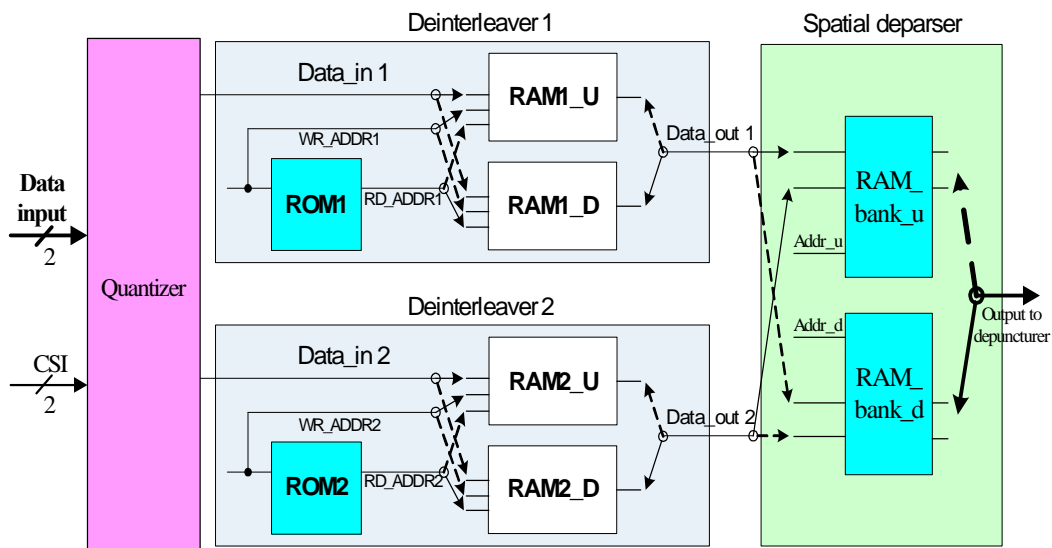 Deinterleaver 1
Spatial deparser
Data_in 1
RAM1_U
WR_ADDR1
Data_out 1
ROM1
RD_ADDR1
RAM1_D
RAM_
bank_u
Data
input
2
Addr_u
Quantizer
Deinterleaver 2
Output to
depuncturer
Addr_d
CSI
2
Data_in 2
RAM2_U
RAM_
bank_d
WR_ADDR2
Data_out 2
ROM2
RD_ADDR2
RAM2_D